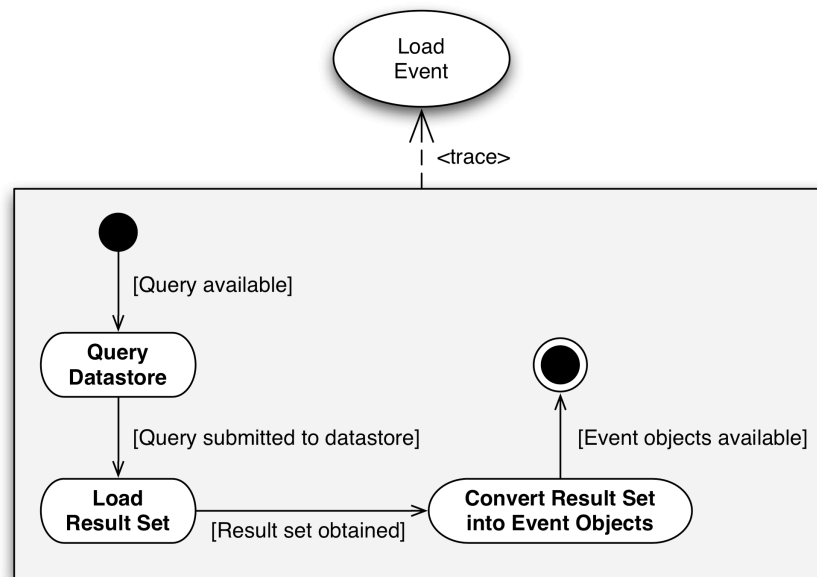 Load
Event
<trace>
[Query available]
Query
Datastore
[Query submitted to datastore]
[Event objects available]
Load
Result Set
[Result set obtained]
Convert Result Set
into Event Objects